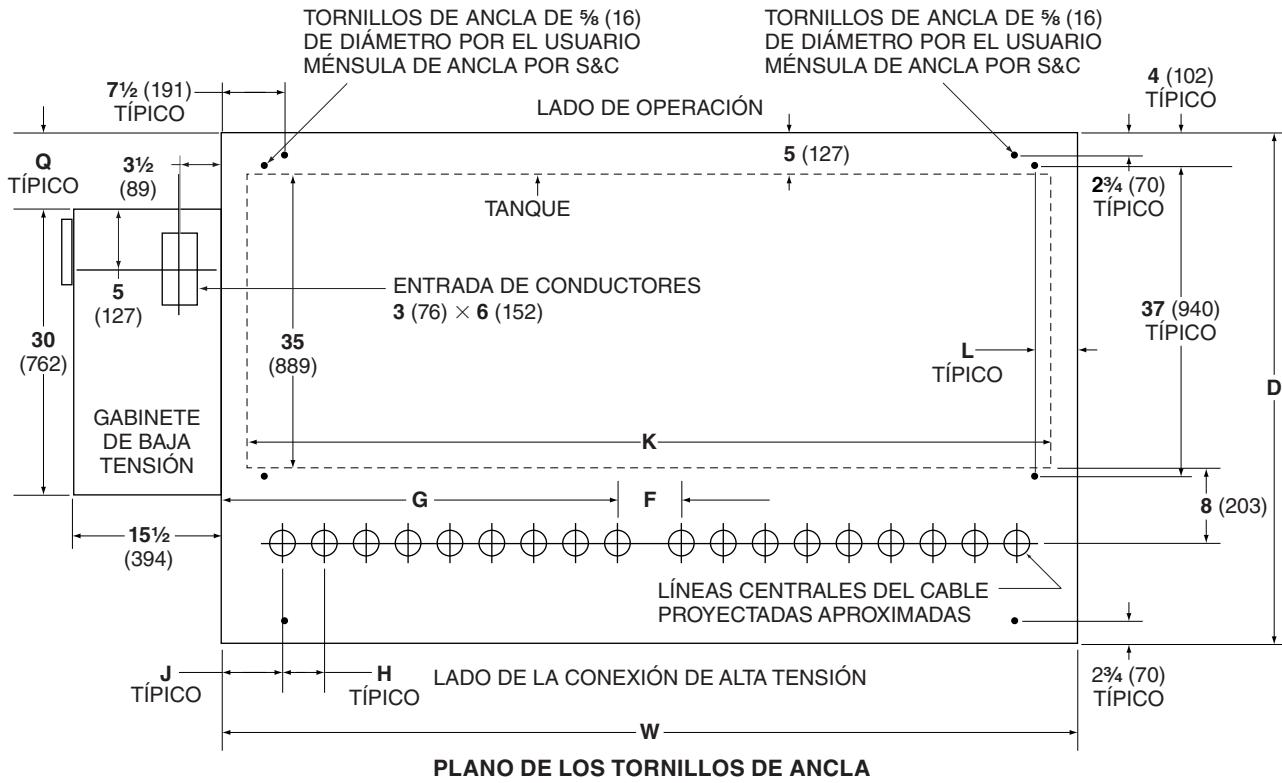 TORNILLOS DE ANCLA DE ⅝ (16)
DE DIÁMETRO POR EL USUARIO
MÉNSULA DE ANCLA POR S&C
TORNILLOS DE ANCLA DE ⅝ (16)
DE DIÁMETRO POR EL USUARIO
MÉNSULA DE ANCLA POR S&C
7½ (191)
TÍPICO
4 (102)
TÍPICO
LADO DE OPERACIÓN
Q
TÍPICO
3½
(89)
5 (127)
2¾ (70)
TÍPICO
TANQUE
ENTRADA DE CONDUCTORES
3 (76) × 6 (152)
5
(127)
30
(762)
35
(889)
37 (940)
TÍPICO
L
TÍPICO
D
GABINETE
DE BAJA
TENSIÓN
K
G
F
8 (203)
15½
(394)
LÍNEAS CENTRALES DEL CABLE
PROYECTADAS APROXIMADAS
J
TÍPICO
H
TÍPICO
LADO DE LA CONEXIÓN DE ALTA TENSIÓN
2¾ (70)
TÍPICO
W
PLANO DE LOS TORNILLOS DE ANCLA